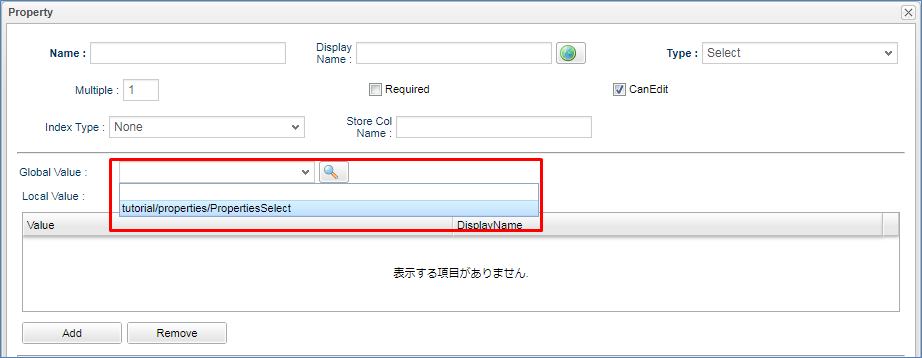 Property
Name :
Display Name :
Type : Select
Multiple : 1
Required
CanEdit
Index Type : None
Store Col Name :
Global Value :
Local Value :
tutorial/properties/PropertiesSelect
Value DisplayName
表示する項目がありません.
Add Remove